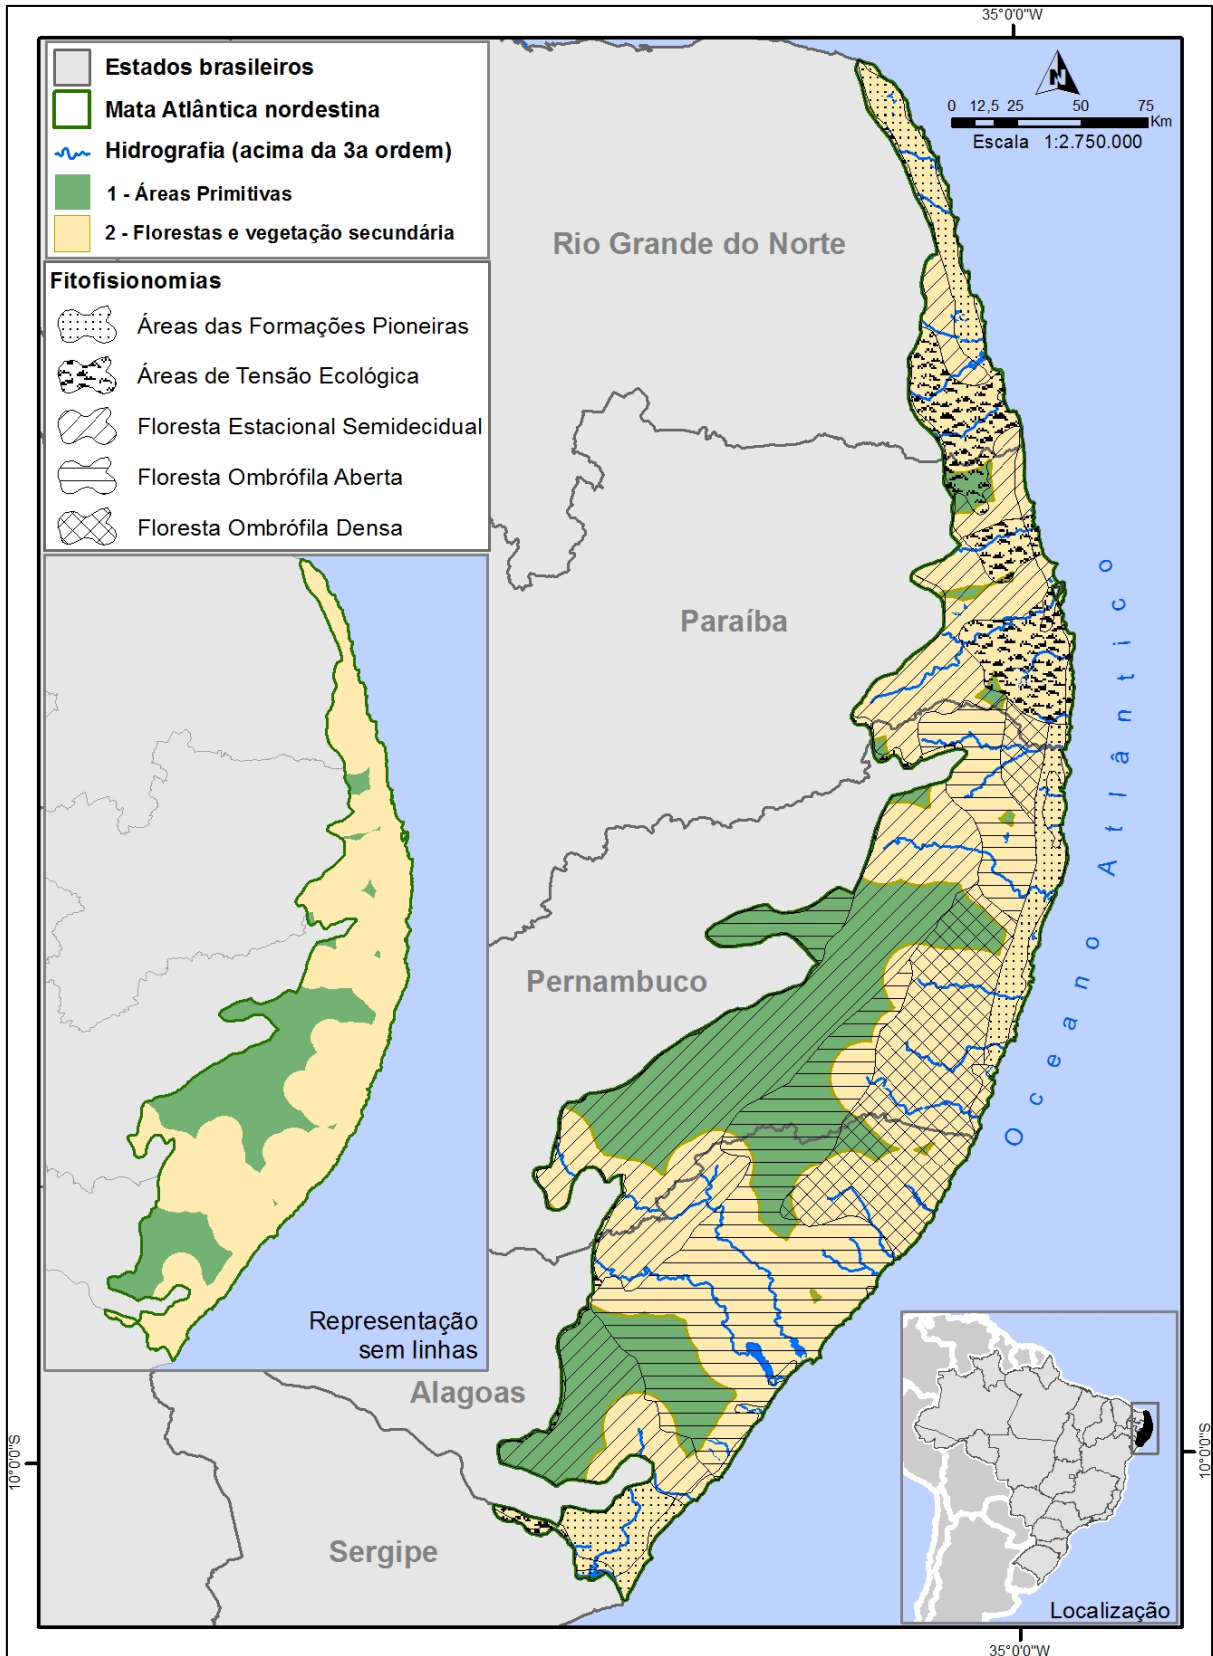 35°0'0"W
Estados brasileiros
Mata Atlântica nordestina
Hidrografia (acima da 3a ordem)
1 - Áreas Primitivas
2 - Florestas e vegetação secundária
Fitofisionomias
Áreas das Formações Pioneiras
Áreas de Tensão Ecológica
Floresta Estacional Semidecidual
Floresta Ombrófila Aberta
Floresta Ombrófila Densa
N
0 12,5 25 50 75
Km
Escala 1:2.750.000
Rio Grande do Norte
Paraíba
Pernambuco
Alagoas
Sergipe
Oceano Atlântico
Representação
sem linhas
Localização
10°0'0"S
10°0'0"S
35°0'0"W